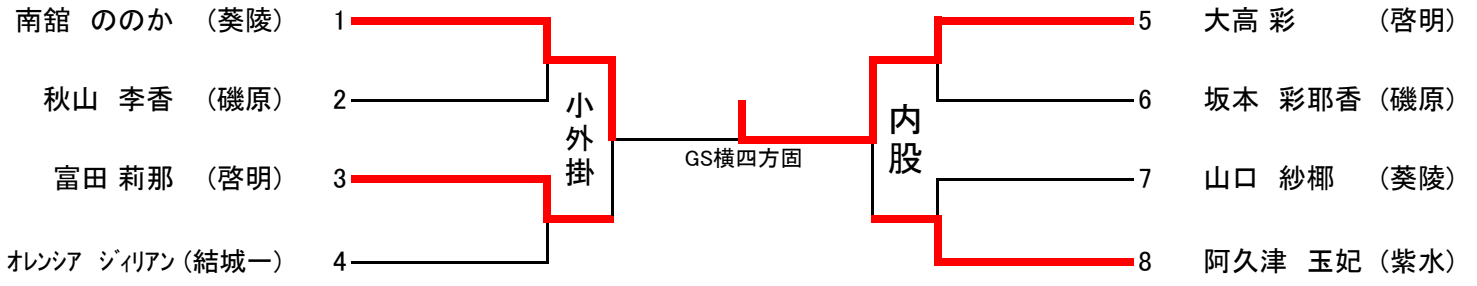 南舘 ののか (葵陵) 1
秋山 李香 (磯原) 2
富田 莉那 (啓明) 3
ｵﾚﾝｼｱ ｼﾞｨﾘｱﾝ (結城一) 4
小外掛
GS横四方固
内股
5 大高 彩 (啓明)
6 坂本 彩耶香 (磯原)
7 山口 紗椰 (葵陵)
8 阿久津 玉妃 (紫水)